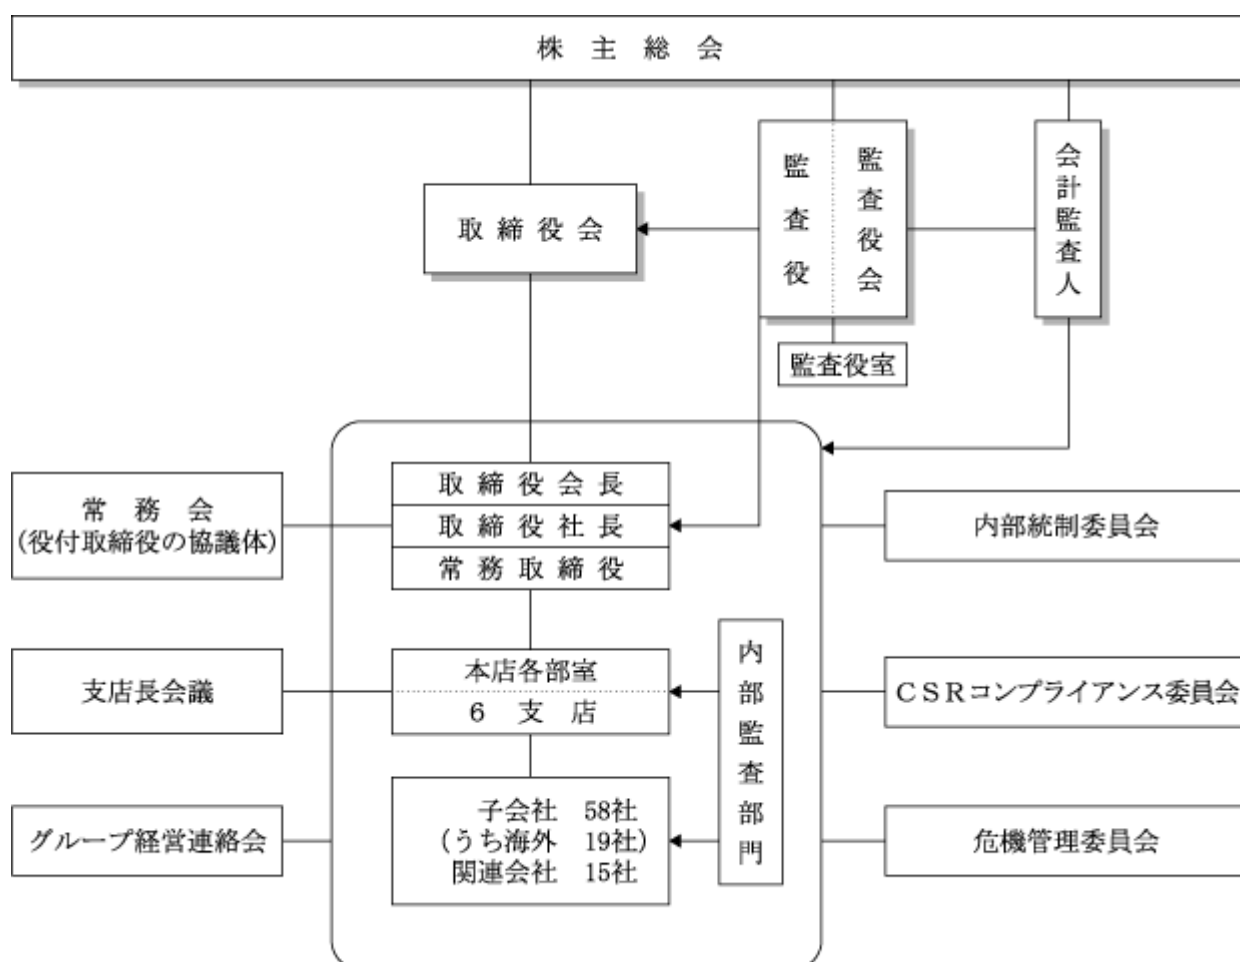 株主総会
監査役
監査役会
会計監査人
取締役会
監査役室
取締役会長
常務会
(役付取締役の協議体)
取締役社長
内部統制委員会
常務取締役
内部監査部門
本店各部室
支店長会議
CSRコンプライアンス委員会
6 支店
子会社 58社
(うち海外 19社)
関連会社 15社
グループ経営連絡会
危機管理委員会